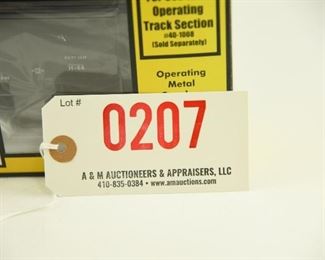 Operating
Track Section
#40-1008
(Sold Separately)
Operating
Metal
Lot #
0207
A & M AUCTIONEERS & APPRAISERS, LLC
410-835-0384 • www.amauctions.com